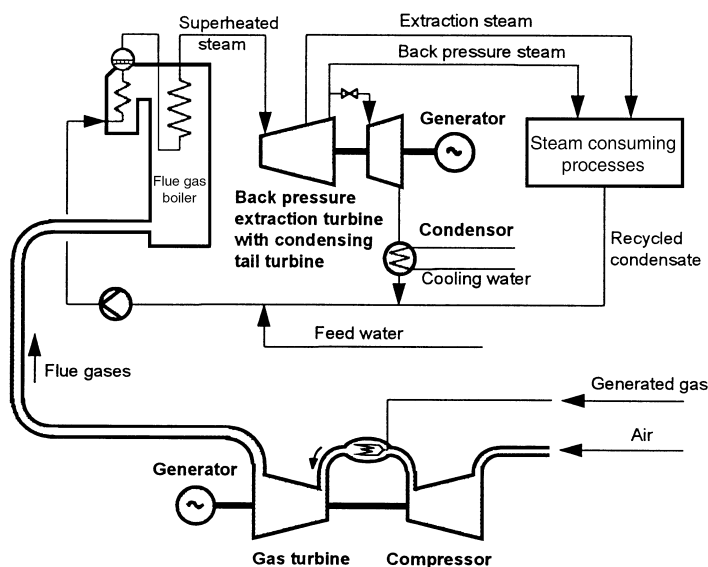 Superheated
steam
Extraction steam
Back pressure steam
Generator
Steam consuming
processes
Flue gas
boiler
Back pressure
extraction turbine
with condensing
tail turbine
Condensor
Cooling water
Recycled
condensate
Feed water
Flue gases
Generated gas
Air
Generator
Gas turbine
Compressor